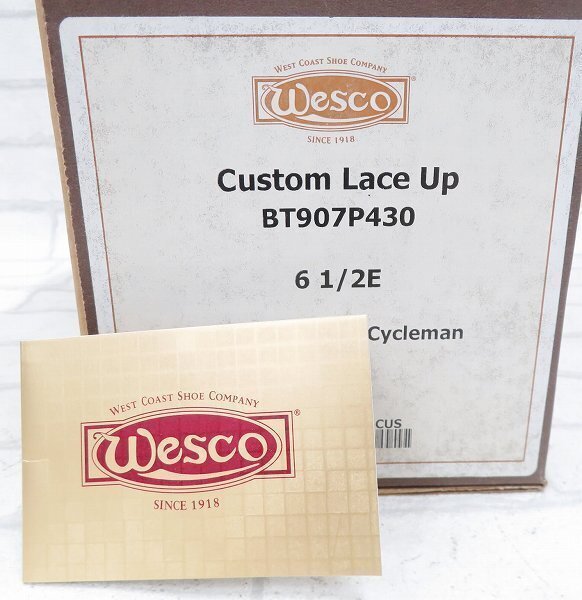 WEST COAST SHOE COMPANY
Wesco®
SINCE 1918
Custom Lace Up
BT907P430
6 1/2E
Cycleman
CUS
WEST COAST SHOE COMPANY
Wesco®
SINCE 1918